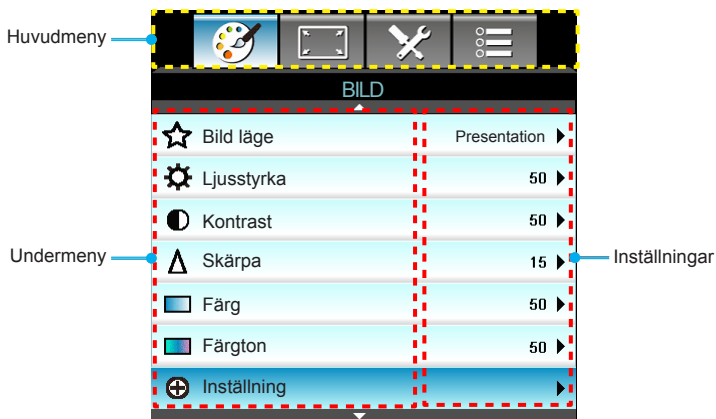 Huvudmeny
BILD
Bild läge Presentation
Ljusstyrka 50
Kontrast 50
Undermeny
Skärpa 15
Inställningar
Färg 50
Färgton 50
Inställning